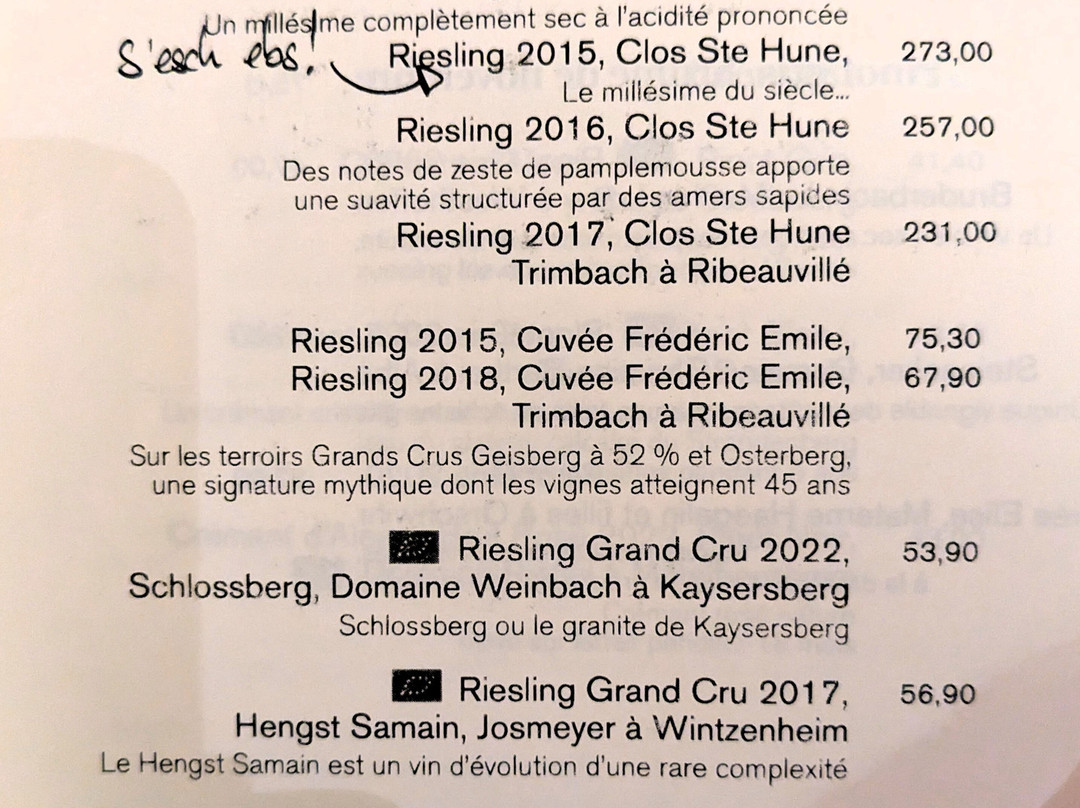 Un millésime complètement sec à l'acidité prononcée
S'esch ebs!
Riesling 2015, Clos Ste Hune, 273,00
Le millésime du siècle...
Riesling 2016, Clos Ste Hune 257,00
Des notes de zeste de pamplemousse apporte
une suavité structurée par des amers sapides
Riesling 2017, Clos Ste Hune 231,00
Trimbach à Ribeauvillé
Riesling 2015, Cuvée Frédéric Emile, 75,30
Riesling 2018, Cuvée Frédéric Emile, 67,90
Trimbach à Ribeauvillé
Sur les terroirs Grands Crus Geisberg à 52 % et Osterberg,
une signature mythique dont les vignes atteignent 45 ans
Riesling Grand Cru 2022, 53,90
Schlossberg, Domaine Weinbach à Kaysersberg
Schlossberg ou le granite de Kaysersberg
Riesling Grand Cru 2017, 56,90
Hengst Samain, Josmeyer à Wintzenheim
Le Hengst Samain est un vin d'évolution d'une rare complexité